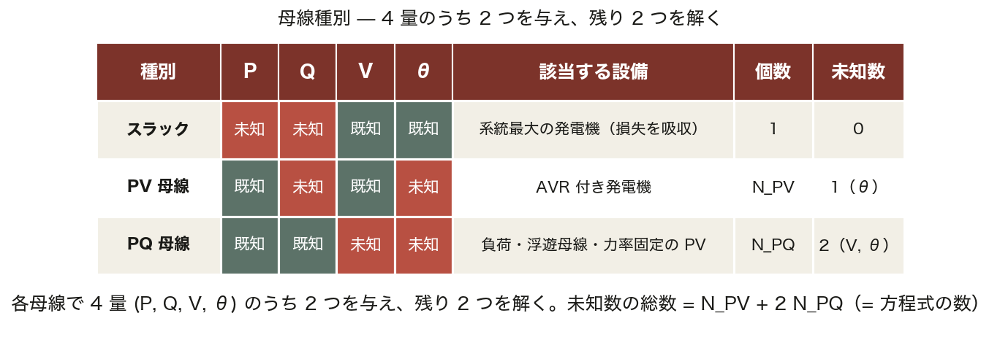 母線種別 — 4 量のうち 2 つを与え、残り 2 つを解く
種別 P Q V θ 該当する設備 個数 未知数
スラック 未知 未知 既知 既知 系統最大の発電機（損失を吸収） 1 0
PV 母線 既知 未知 既知 未知 AVR 付き発電機 N_PV 1（θ）
PQ 母線 既知 既知 未知 未知 負荷・浮遊母線・力率固定の PV N_PQ 2（V, θ）
各母線で 4 量 (P, Q, V, θ) のうち 2 つを与え、残り 2 つを解く。未知数の総数 = N_PV + 2 N_PQ（= 方程式の数）